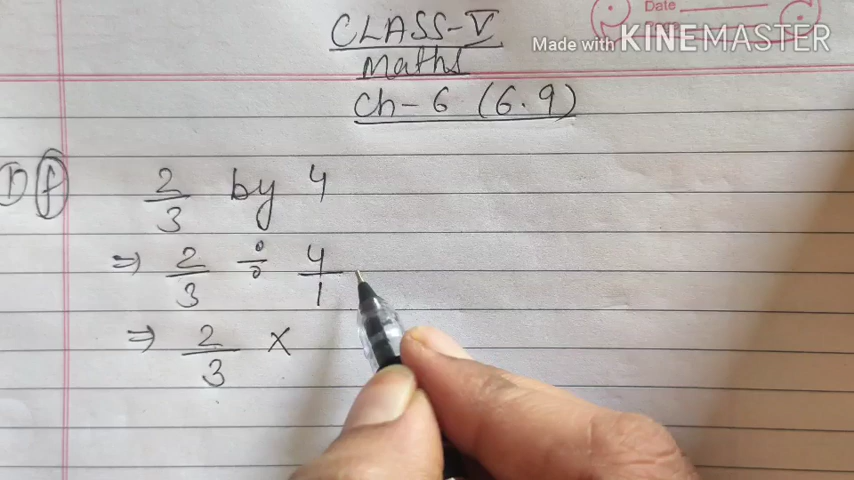 Date
Made with KINEMASTER
CLASS-V
Maths
Ch-6 (6.9)
1) f 2/3 by 4
⇒ 2/3 ÷ 4/1
⇒ 2/3 ×